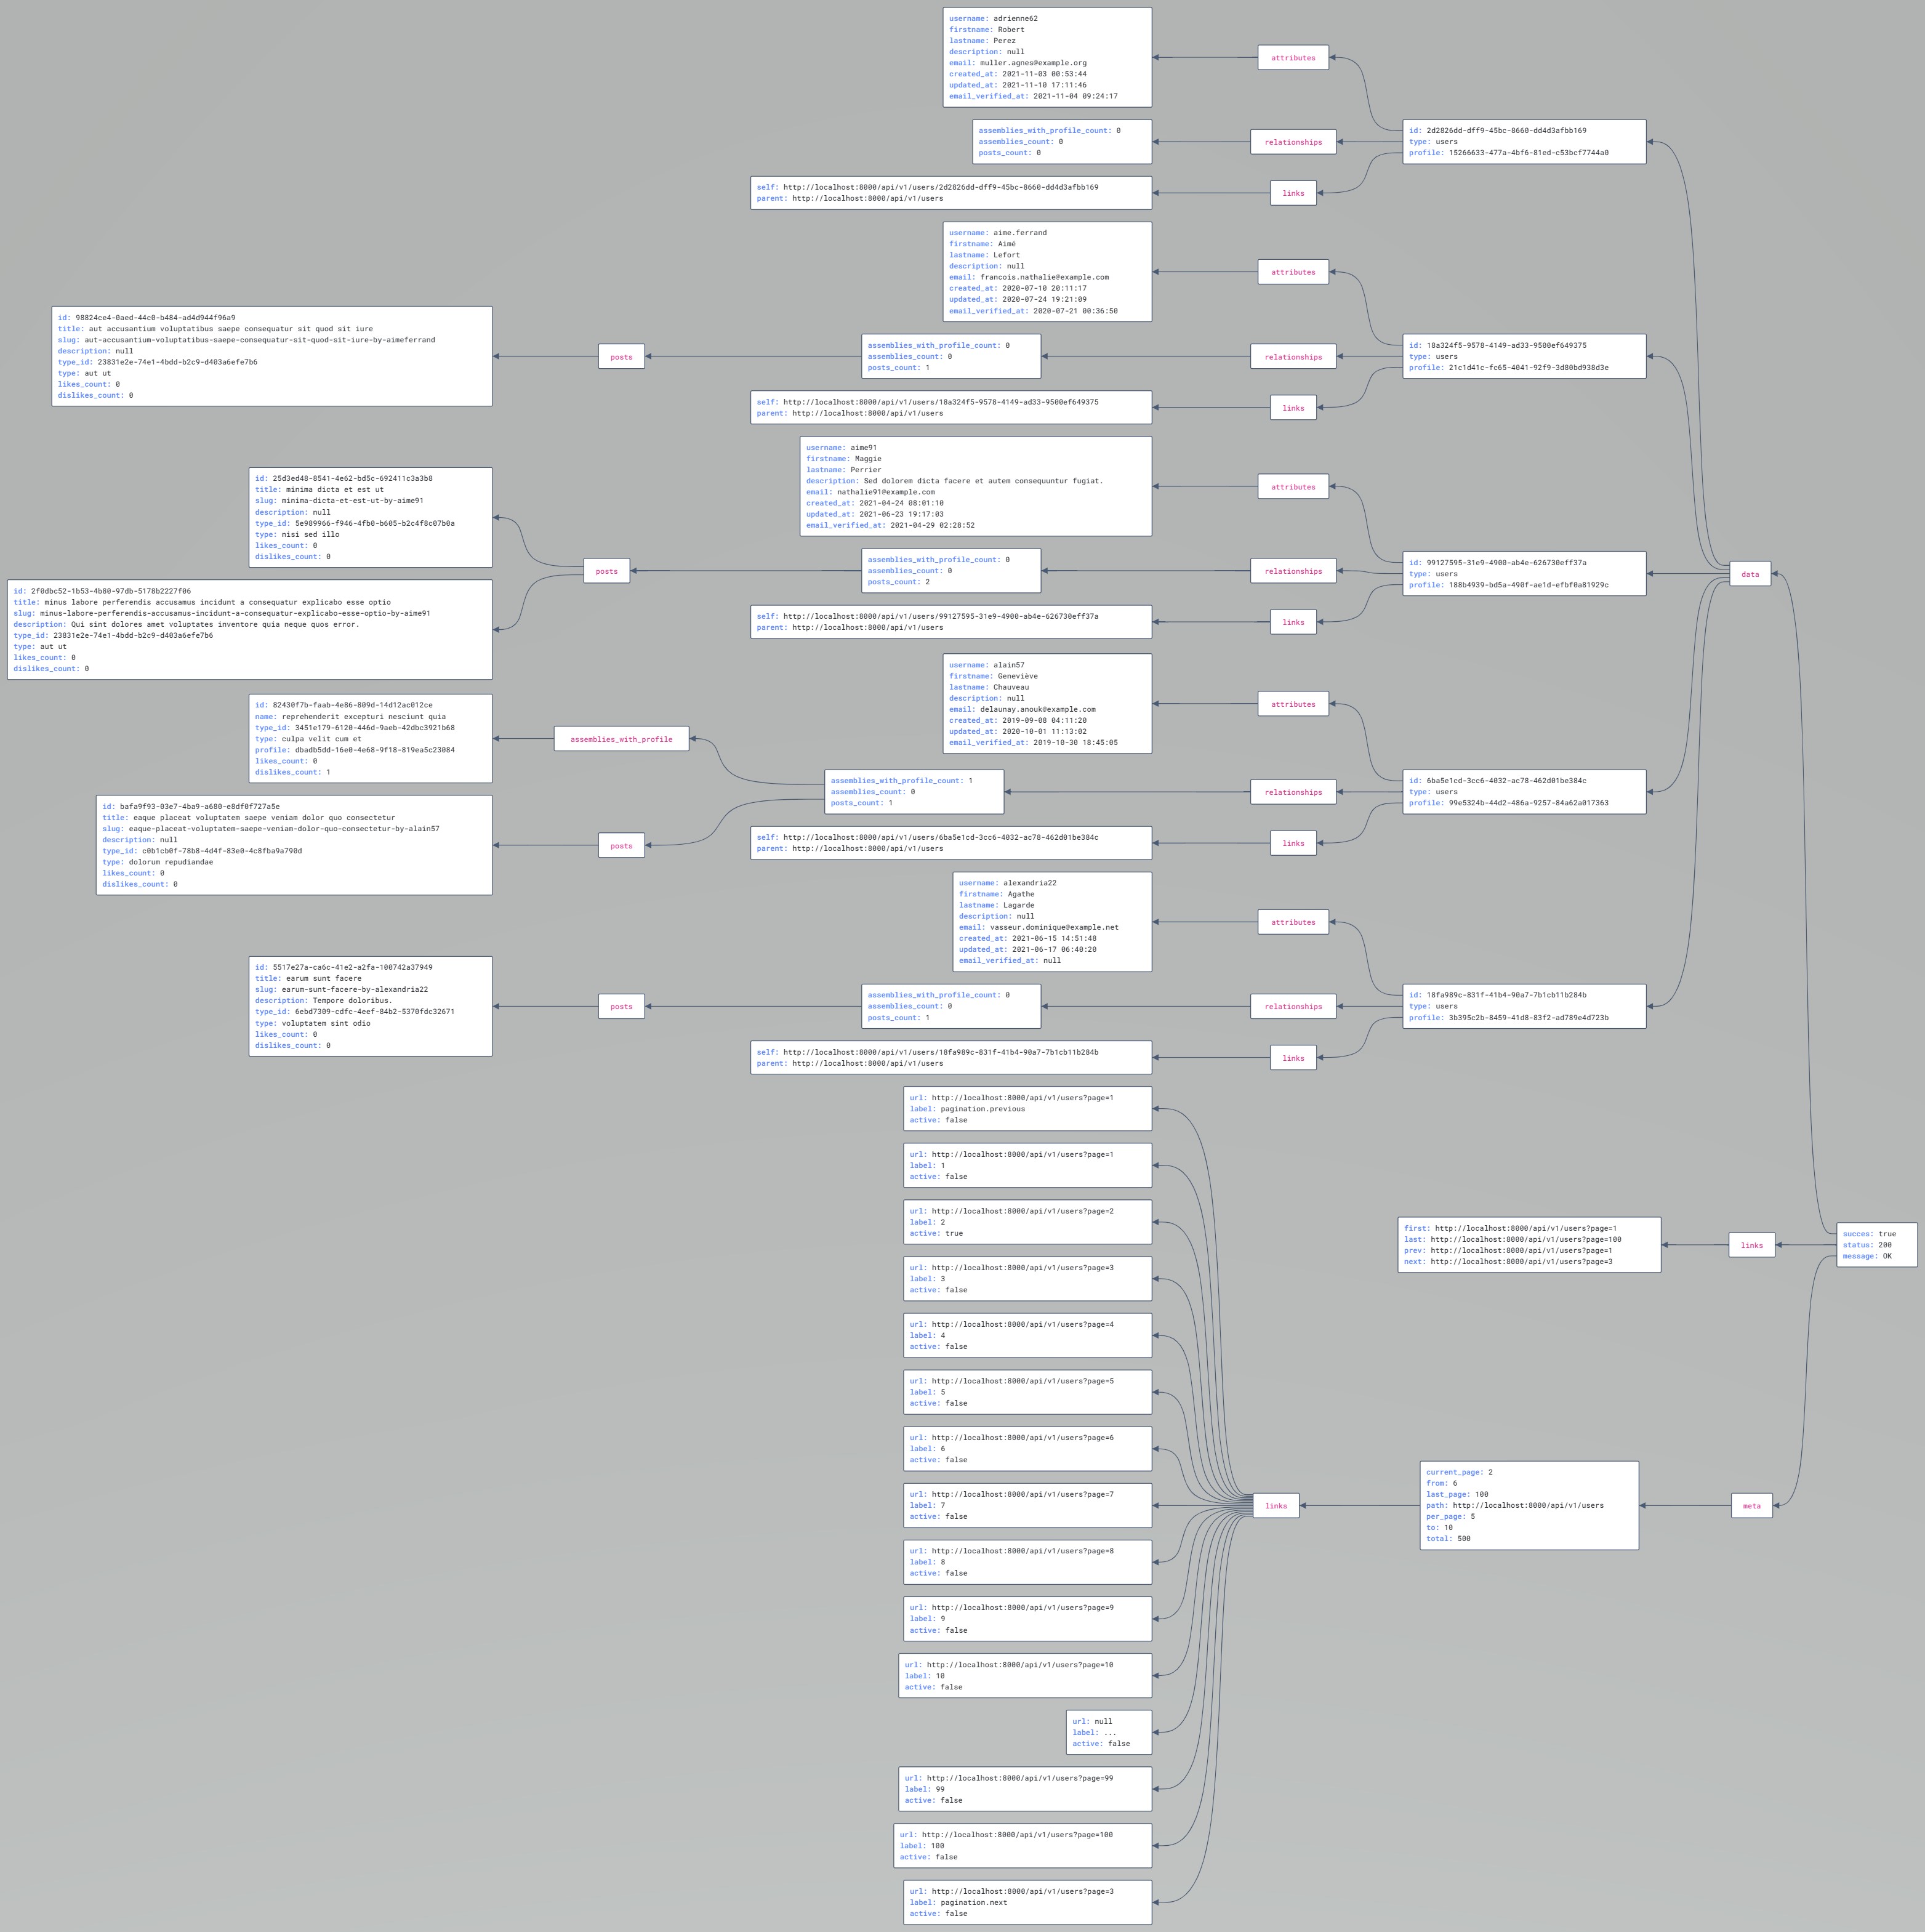 username: adrienne62
firstname: Robert
lastname: Perez
description: null
email: muller.agnes@example.org
created_at: 2021-11-03 00:53:44
updated_at: 2021-11-10 17:11:46
email_verified_at: 2021-11-04 09:24:17
attributes
assemblies_with_profile_count: 0
assemblies_count: 0
posts_count: 0
relationships
id: 2d2826dd-dff9-45bc-8660-dd4d3afbb169
type: users
profile: 15266633-477a-4bf6-81ed-c53bcf7744a0
self: http://localhost:8000/api/v1/users/2d2826dd-dff9-45bc-8660-dd4d3afbb169
parent: http://localhost:8000/api/v1/users
links
username: aime.ferrand
firstname: Aimé
lastname: Lefort
description: null
email: francois.nathalie@example.com
created_at: 2020-07-10 20:11:17
updated_at: 2020-07-24 19:21:09
email_verified_at: 2020-07-21 00:36:50
attributes
id: 98824ce4-0aed-44c0-b484-ad4d944f96a9
title: aut accusantium voluptatibus saepe consequatur sit quod sit iure
slug: aut-accusantium-voluptatibus-saepe-consequatur-sit-quod-sit-iure-by-aimeferrand
description: null
type_id: 23831e2e-74e1-4bdd-b2c9-d403a6efe7b6
type: aut ut
likes_count: 0
dislikes_count: 0
posts
assemblies_with_profile_count: 0
assemblies_count: 0
posts_count: 1
relationships
id: 18a324f5-9578-4149-ad33-9500ef649375
type: users
profile: 21c1d41c-fc65-4041-92f9-3d80bd938d3e
self: http://localhost:8000/api/v1/users/18a324f5-9578-4149-ad33-9500ef649375
parent: http://localhost:8000/api/v1/users
links
username: aime91
firstname: Maggie
lastname: Perrier
description: Sed dolorem dicta facere et autem consequuntur fugiat.
email: nathalie91@example.com
created_at: 2021-04-24 08:01:10
updated_at: 2021-06-23 19:17:03
email_verified_at: 2021-04-29 02:28:52
attributes
id: 25d3ed48-8541-4e62-bd5c-692411c3a3b8
title: minima dicta et est ut
slug: minima-dicta-et-est-ut-by-aime91
description: null
type_id: 5e989966-f946-4fb0-b605-b2c4f8c07b0a
type: nisi sed illo
likes_count: 0
dislikes_count: 0
posts
assemblies_with_profile_count: 0
assemblies_count: 0
posts_count: 2
relationships
id: 99127595-31e9-4900-ab4e-626730eff37a
type: users
profile: 188b4939-bd5a-490f-ae1d-efbf0a81929c
data
id: 2f0dbc52-1b53-4b80-97db-5178b2227f06
title: minus labore perferendis accusamus incidunt a consequatur explicabo esse optio
slug: minus-labore-perferendis-accusamus-incidunt-a-consequatur-explicabo-esse-optio-by-aime91
description: Qui sint dolores amet voluptates inventore quia neque quos error.
type_id: 23831e2e-74e1-4bdd-b2c9-d403a6efe7b6
type: aut ut
likes_count: 0
dislikes_count: 0
self: http://localhost:8000/api/v1/users/99127595-31e9-4900-ab4e-626730eff37a
parent: http://localhost:8000/api/v1/users
links
username: alain57
firstname: Geneviève
lastname: Chauveau
description: null
email: delaunay.anouk@example.com
created_at: 2019-09-08 04:11:20
updated_at: 2020-10-01 11:13:02
email_verified_at: 2019-10-30 18:45:05
attributes
id: 82430f7b-faab-4e86-809d-14d12ac012ce
name: reprehenderit excepturi nesciunt quia
type_id: 3451e179-6120-446d-9aeb-42dbc3921b68
type: culpa velit cum et
profile: dbadb5dd-16e0-4e68-9f18-819ea5c23084
likes_count: 0
dislikes_count: 1
assemblies_with_profile
assemblies_with_profile_count: 1
assemblies_count: 0
posts_count: 1
relationships
id: 6ba5e1cd-3cc6-4032-ac78-462d01be384c
type: users
profile: 99e5324b-44d2-486a-9257-84a62a017363
id: bafa9f93-03e7-4ba9-a680-e8df0f727a5e
title: eaque placeat voluptatem saepe veniam dolor quo consectetur
slug: eaque-placeat-voluptatem-saepe-veniam-dolor-quo-consectetur-by-alain57
description: null
type_id: c0b1cb0f-78b8-4d4f-83e0-4c8fba9a790d
type: dolorum repudiandae
likes_count: 0
dislikes_count: 0
posts
self: http://localhost:8000/api/v1/users/6ba5e1cd-3cc6-4032-ac78-462d01be384c
parent: http://localhost:8000/api/v1/users
links
username: alexandria22
firstname: Agathe
lastname: Lagarde
description: null
email: vasseur.dominique@example.net
created_at: 2021-06-15 14:51:48
updated_at: 2021-06-17 06:40:20
email_verified_at: null
attributes
id: 5517e27a-ca6c-41e2-a2fa-100742a37949
title: earum sunt facere
slug: earum-sunt-facere-by-alexandria22
description: Tempore doloribus.
type_id: 6ebd7309-cdfc-4eef-84b2-5370fdc32671
type: voluptatem sint odio
likes_count: 0
dislikes_count: 0
posts
assemblies_with_profile_count: 0
assemblies_count: 0
posts_count: 1
relationships
id: 18fa989c-831f-41b4-90a7-7b1cb11b284b
type: users
profile: 3b395c2b-8459-41d8-83f2-ad789e4d723b
self: http://localhost:8000/api/v1/users/18fa989c-831f-41b4-90a7-7b1cb11b284b
parent: http://localhost:8000/api/v1/users
links
url: http://localhost:8000/api/v1/users?page=1
label: pagination.previous
active: false
url: http://localhost:8000/api/v1/users?page=1
label: 1
active: false
url: http://localhost:8000/api/v1/users?page=2
label: 2
active: true
first: http://localhost:8000/api/v1/users?page=1
last: http://localhost:8000/api/v1/users?page=100
prev: http://localhost:8000/api/v1/users?page=1
next: http://localhost:8000/api/v1/users?page=3
links
succes: true
status: 200
message: OK
url: http://localhost:8000/api/v1/users?page=3
label: 3
active: false
url: http://localhost:8000/api/v1/users?page=4
label: 4
active: false
url: http://localhost:8000/api/v1/users?page=5
label: 5
active: false
url: http://localhost:8000/api/v1/users?page=6
label: 6
active: false
url: http://localhost:8000/api/v1/users?page=7
label: 7
active: false
links
current_page: 2
from: 6
last_page: 100
path: http://localhost:8000/api/v1/users
per_page: 5
to: 10
total: 500
meta
url: http://localhost:8000/api/v1/users?page=8
label: 8
active: false
url: http://localhost:8000/api/v1/users?page=9
label: 9
active: false
url: http://localhost:8000/api/v1/users?page=10
label: 10
active: false
url: null
label: ...
active: false
url: http://localhost:8000/api/v1/users?page=99
label: 99
active: false
url: http://localhost:8000/api/v1/users?page=100
label: 100
active: false
url: http://localhost:8000/api/v1/users?page=3
label: pagination.next
active: false